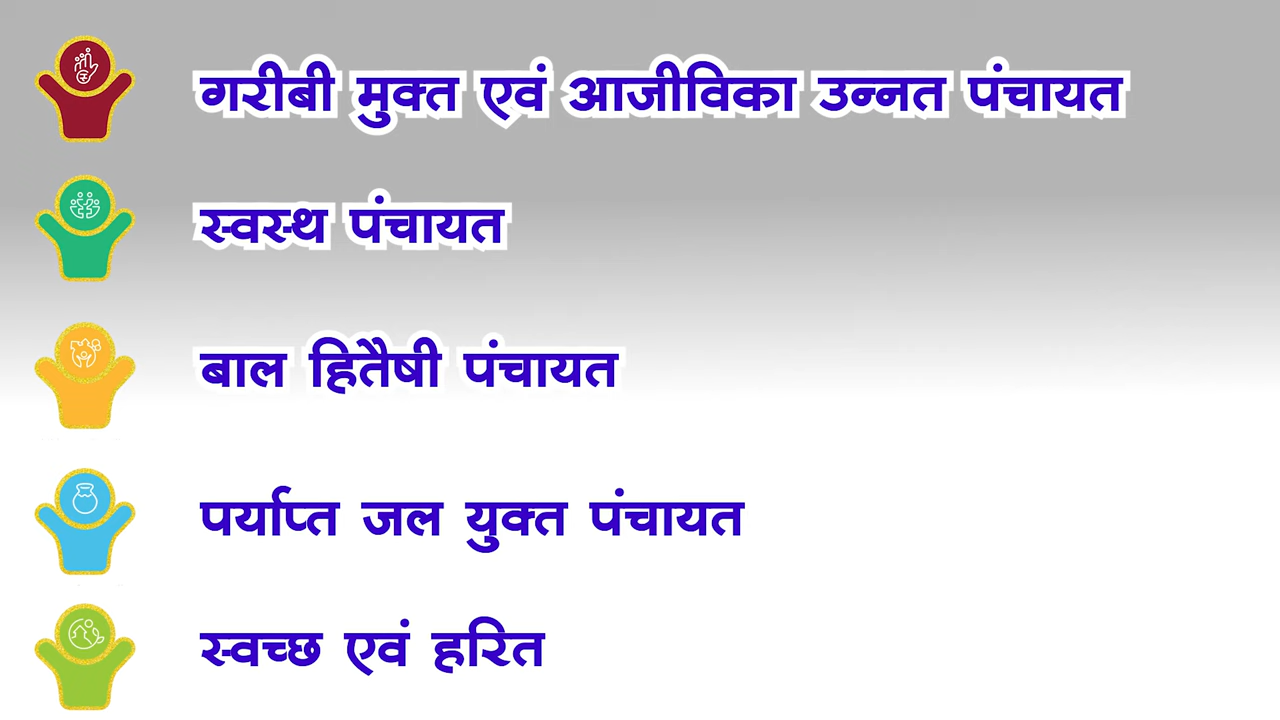 गरीबी मुक्त एवं आजीविका उन्नत पंचायत
स्वस्थ पंचायत
बाल हितैषी पंचायत
पर्याप्त जल युक्त पंचायत
स्वच्छ एवं हरित